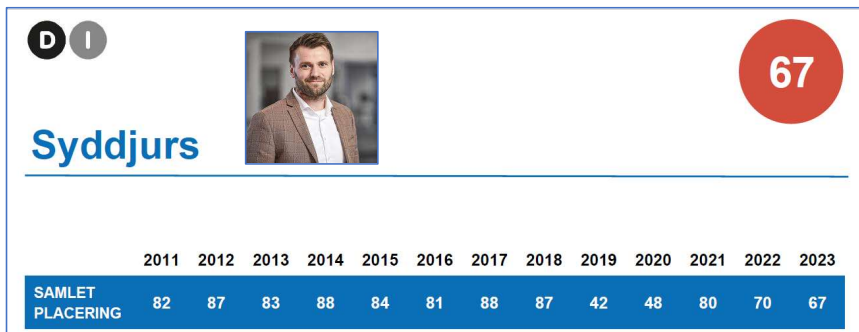 D I
67
Syddjurs
2011 2012 2013 2014 2015 2016 2017 2018 2019 2020 2021 2022 2023
SAMLET
PLACERING 82 87 83 88 84 81 88 87 42 48 80 70 67